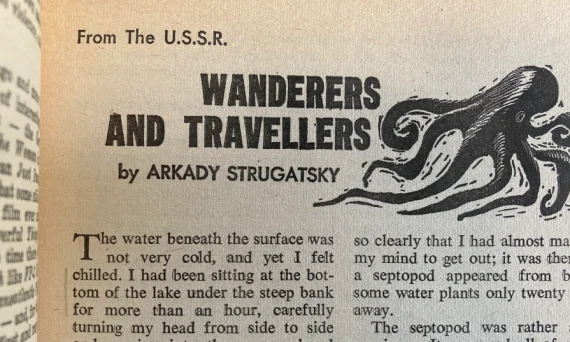 From The U.S.S.R.
WANDERERS
AND TRAVELLERS
by ARKADY STRUGATSKY
The water beneath the surface was
not very cold, and yet I felt
chilled. I had been sitting at the bot-
tom of the lake under the steep bank
for more than an hour, carefully
turning my head from side to side
so clearly that I had almost ma
my mind to get out; it was then
a septopod appeared from b
some water plants only twenty
away.
The septopod was rather